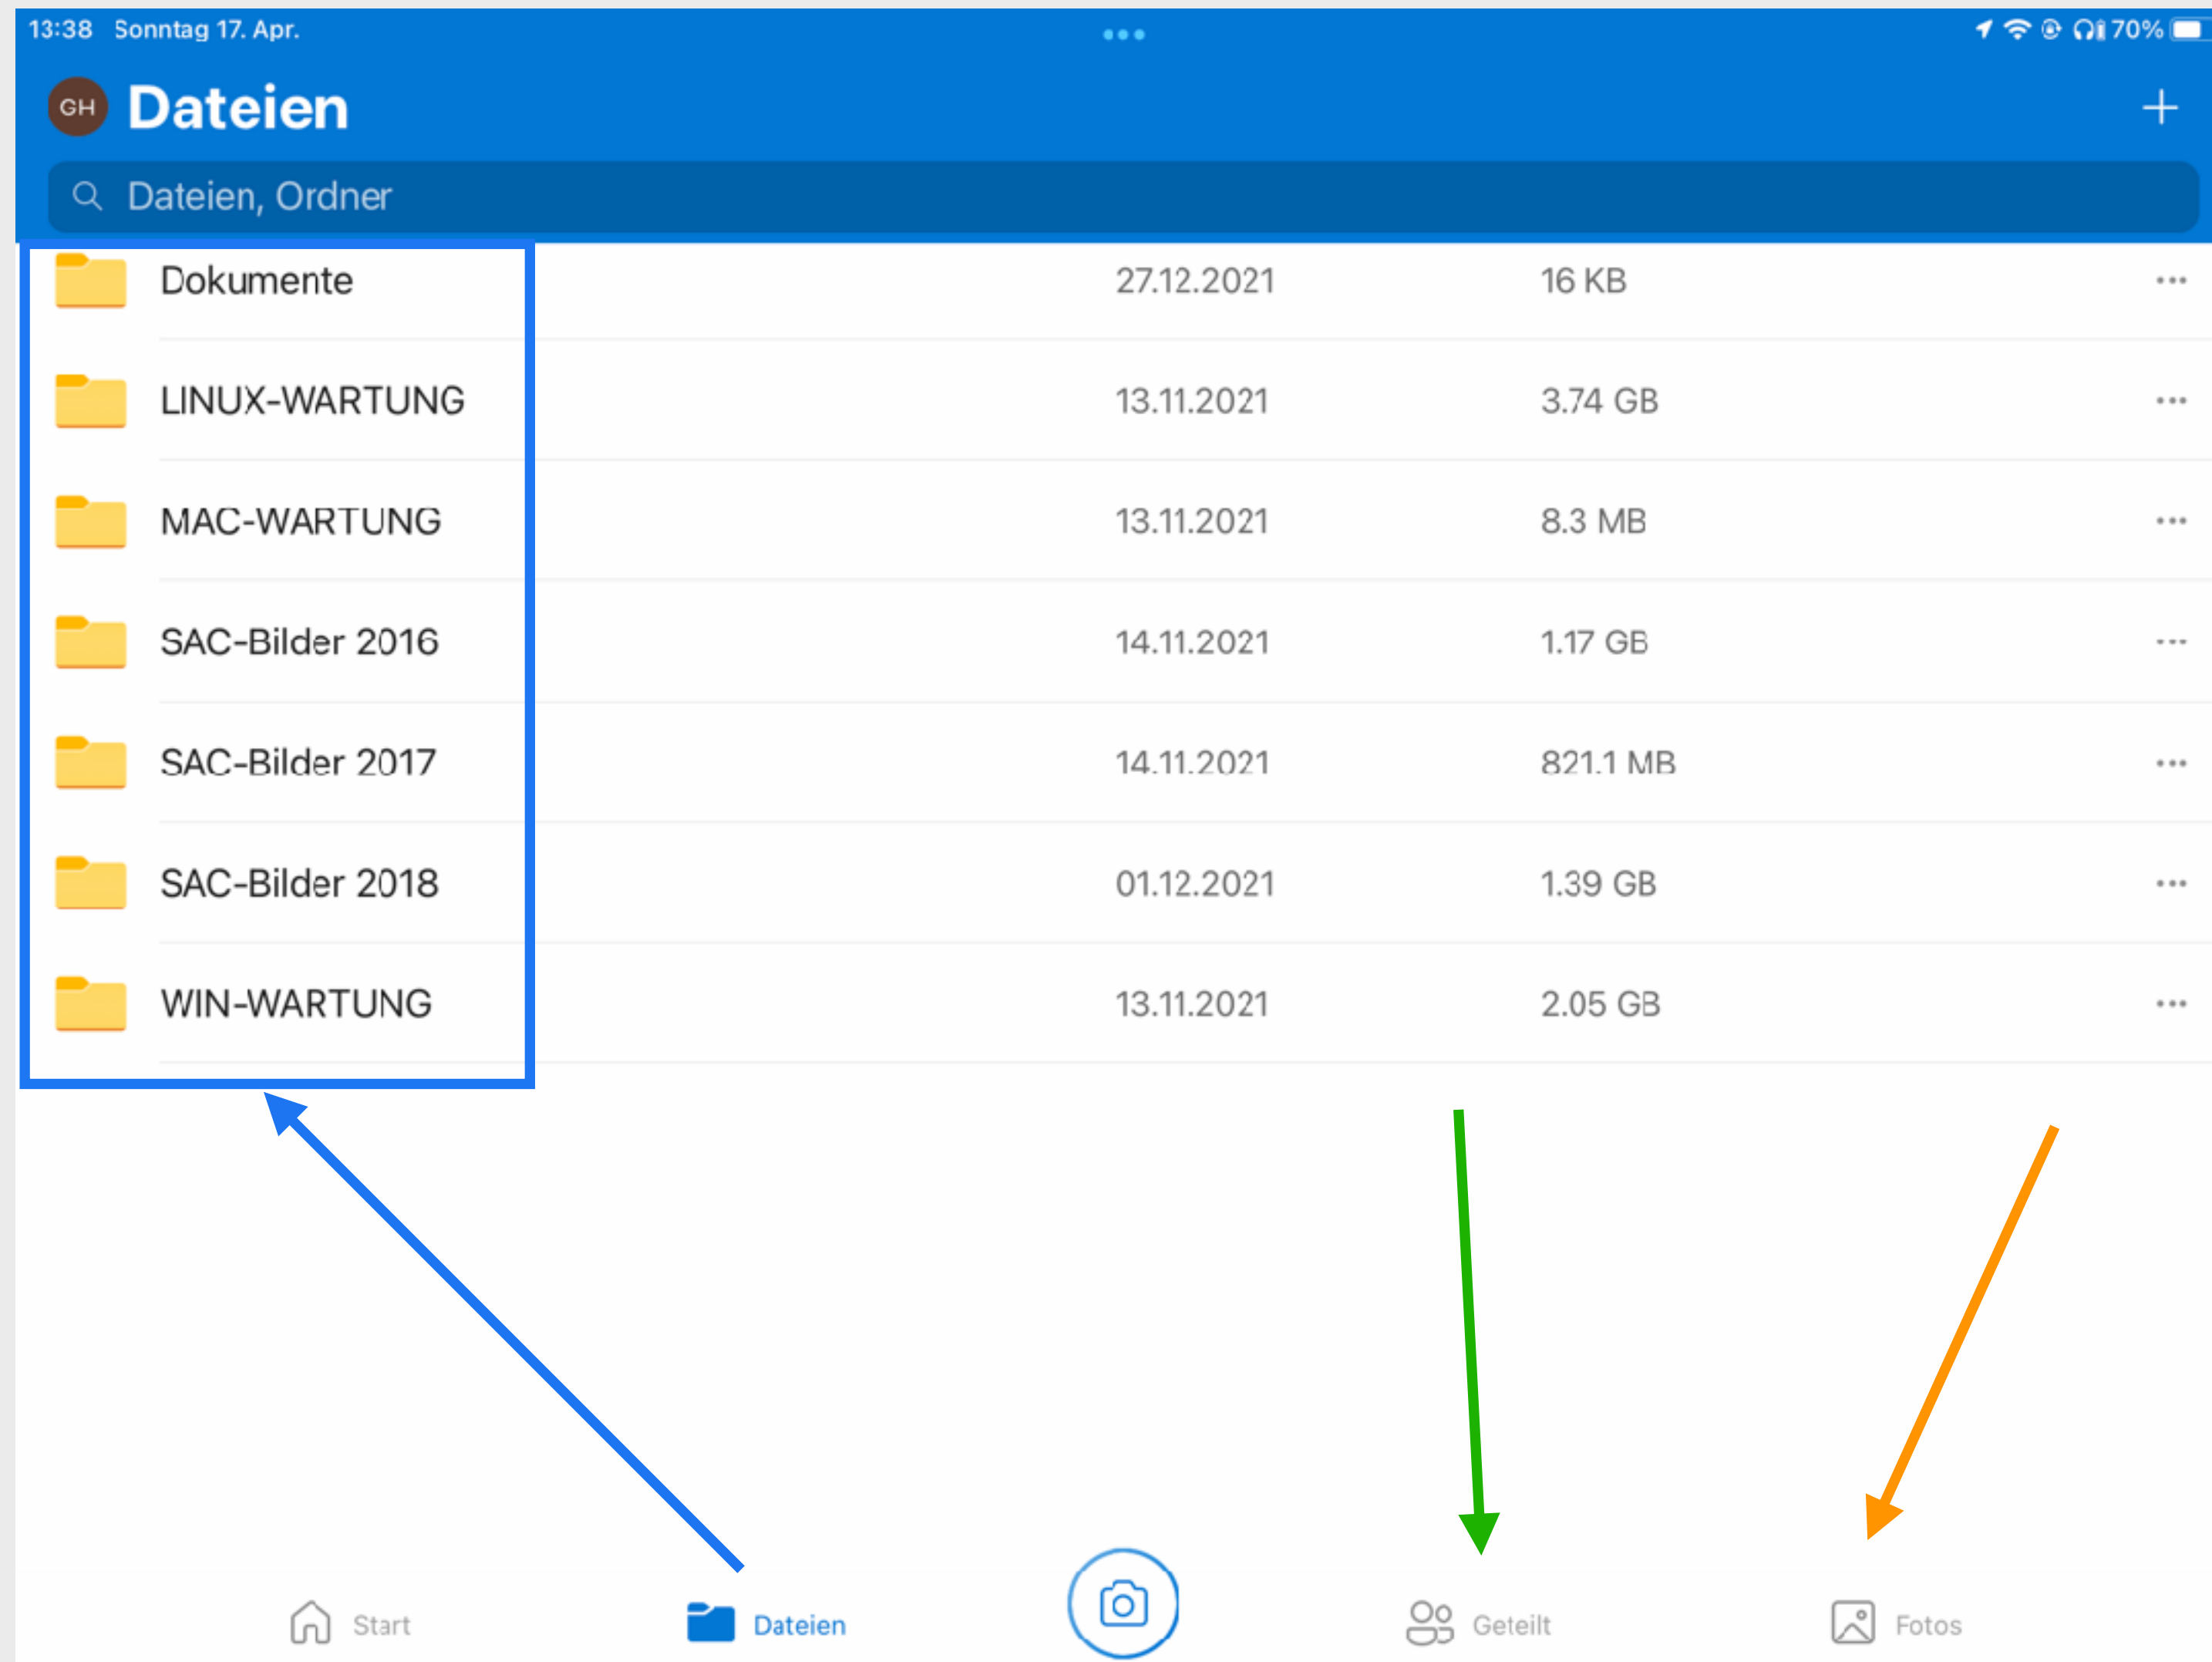 13:38 Sonntag 17. Apr. 70%
GH Dateien
Dateien, Ordner
Dokumente 27.12.2021 16 KB
LINUX-WARTUNG 13.11.2021 3.74 GB
MAC-WARTUNG 13.11.2021 8.3 MB
SAC-Bilder 2016 14.11.2021 1.17 GB
SAC-Bilder 2017 14.11.2021 821.1 MB
SAC-Bilder 2018 01.12.2021 1.39 GB
WIN-WARTUNG 13.11.2021 2.05 GB
Start Dateien Geteilt Fotos